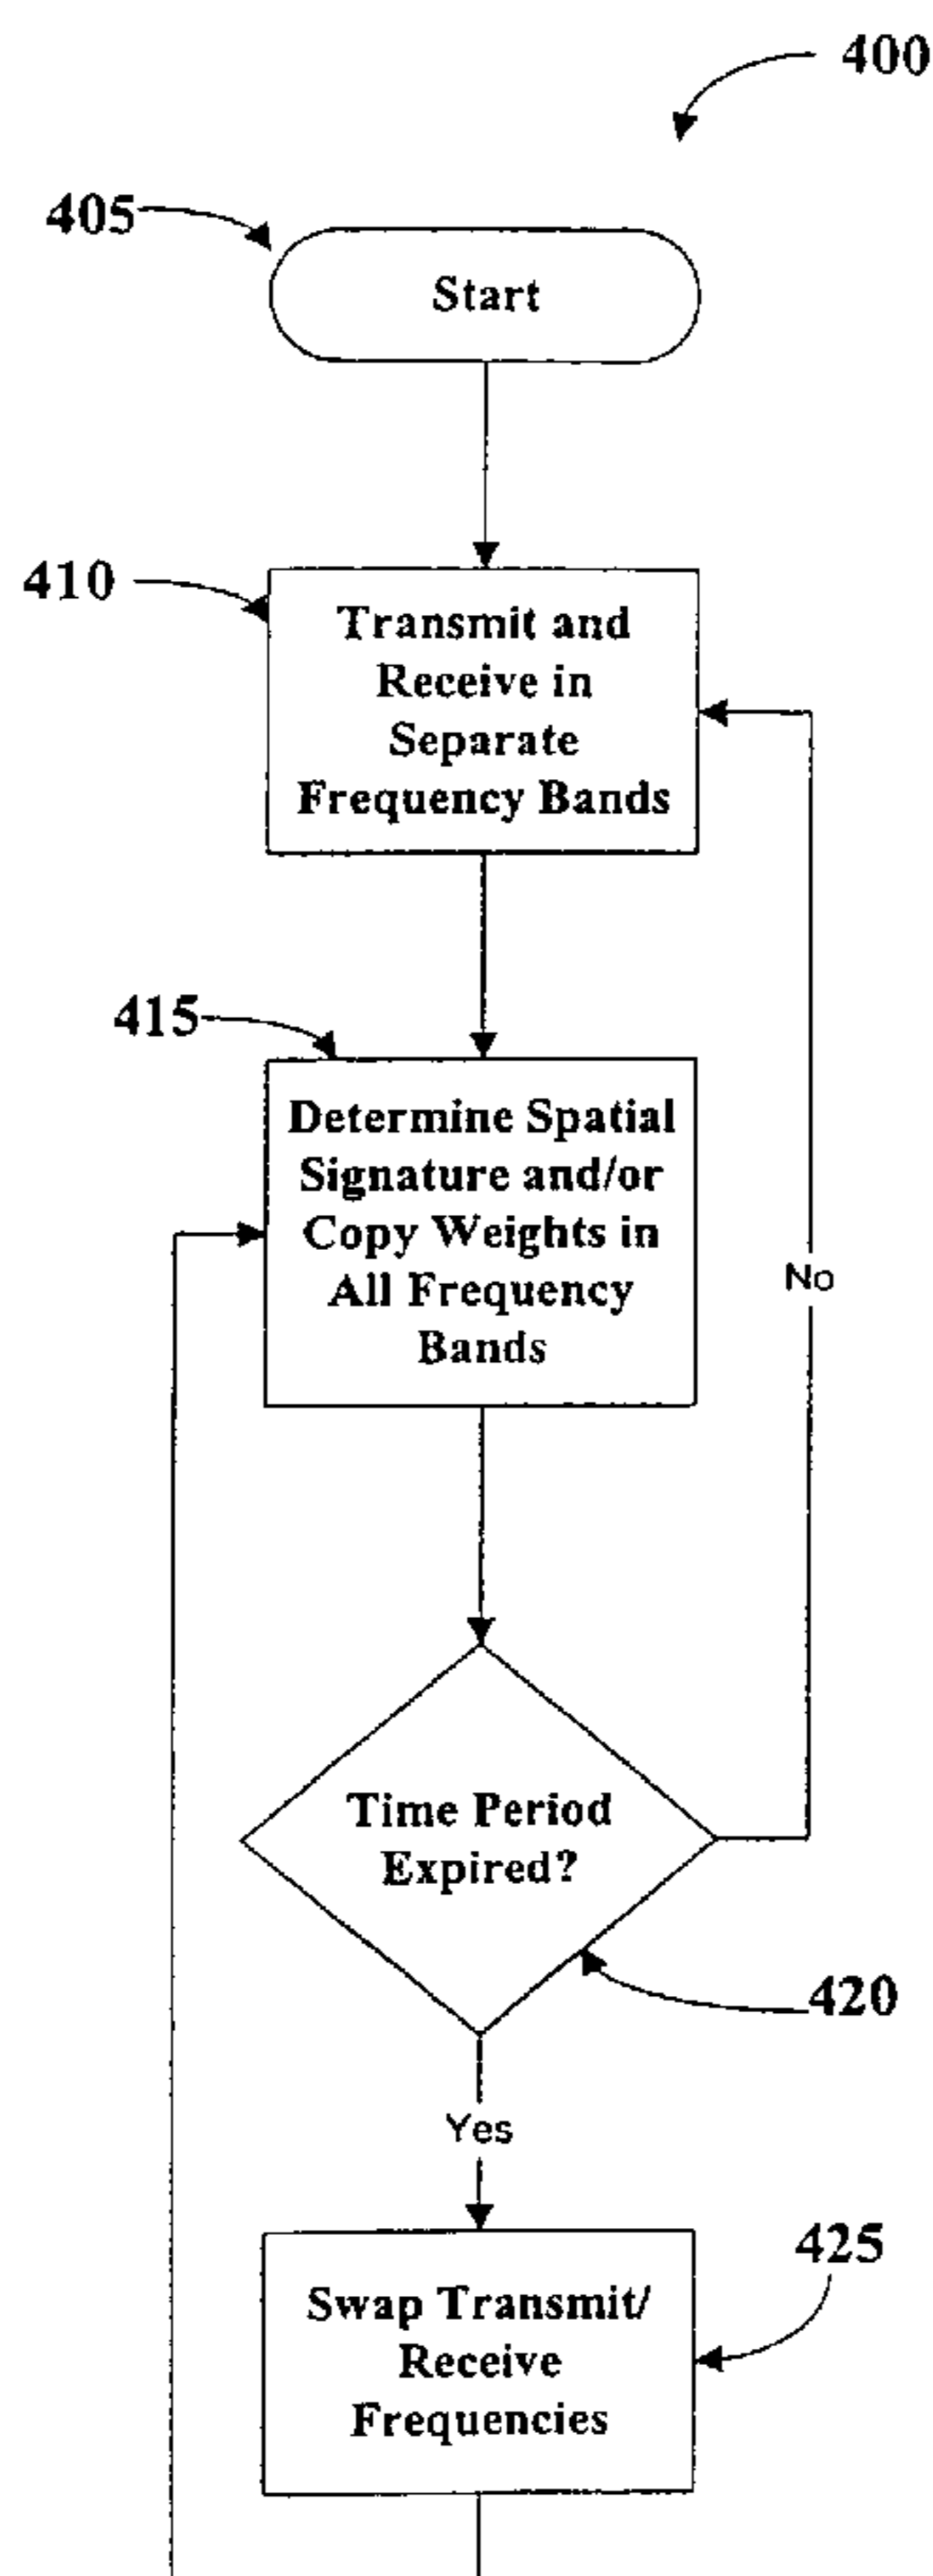 400
405
Start
410
Transmit and
Receive in
Separate
Frequency Bands
415
Determine Spatial
Signature and/or
Copy Weights in
All Frequency
Bands
No
Time Period
Expired?
420
Yes
425
Swap Transmit/
Receive
Frequencies